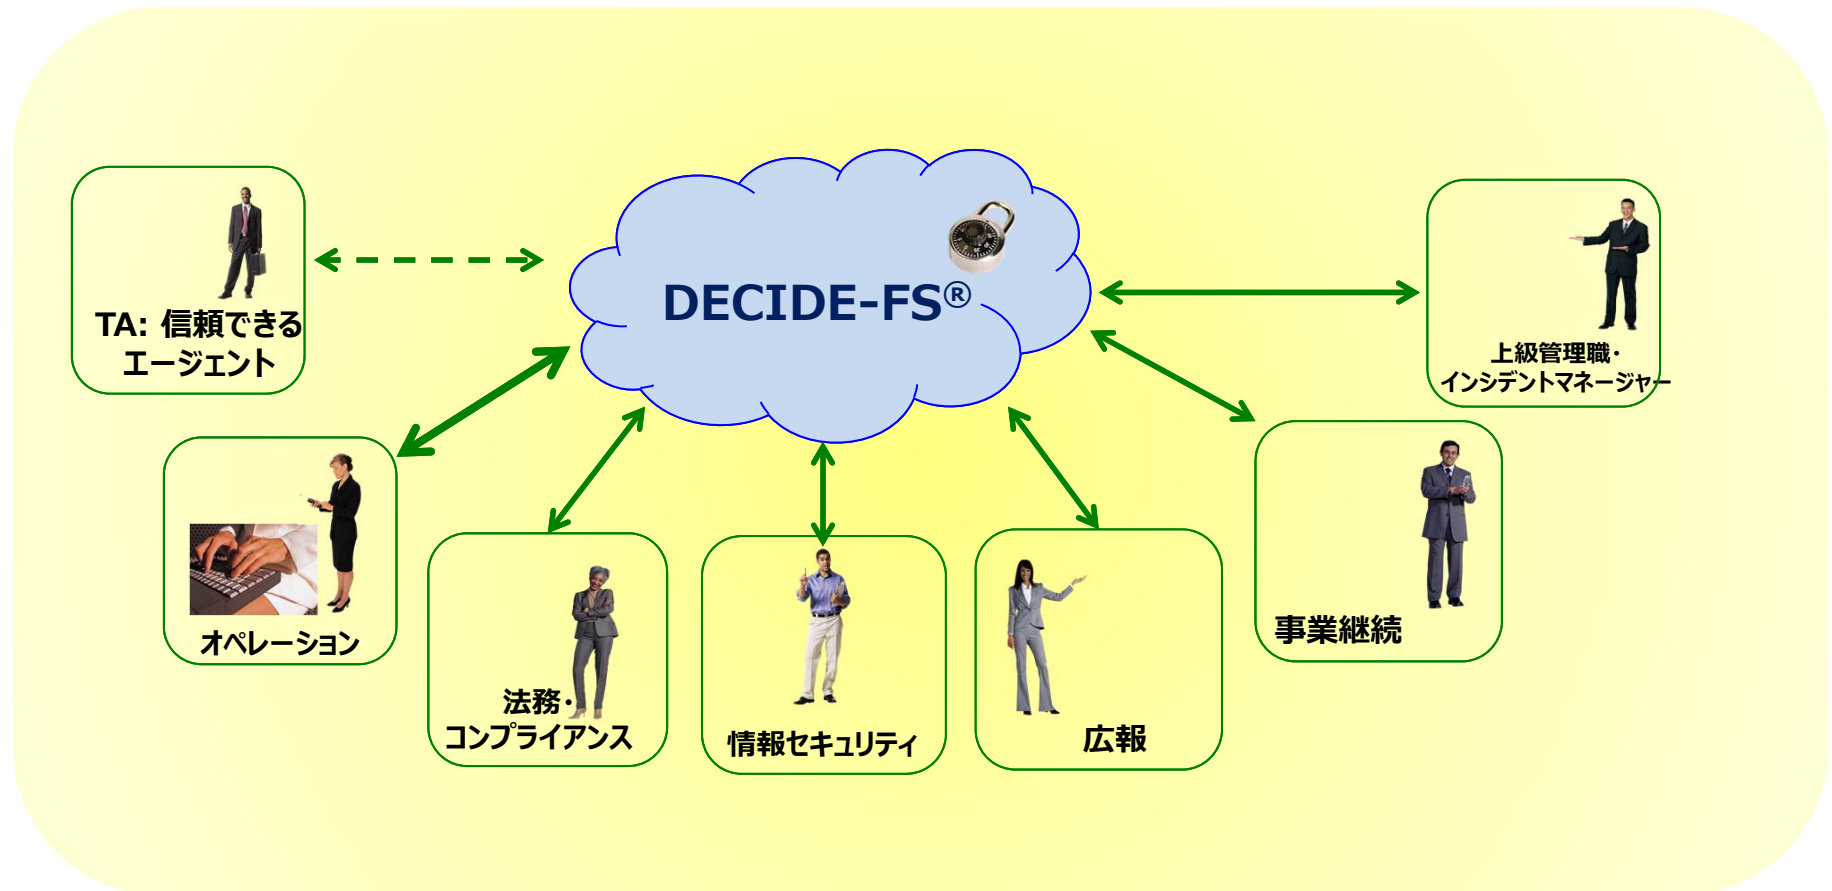 DECIDE-FS®
TA: 信頼できる
エージェント
上級管理職・
インシデントマネージャー
オペレーション
事業継続
法務・
コンプライアンス
情報セキュリティ
広報